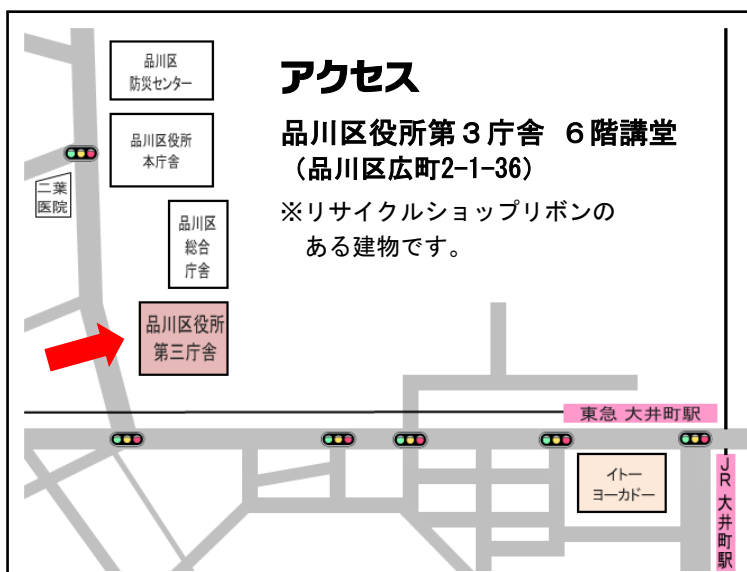 品川区
防災センター
アクセス
品川区役所
本庁舎
品川区役所第３庁舎 ６階講堂
（品川区広町2-1-36）
二葉
医院
※リサイクルショップリボンの
ある建物です。
品川区
総合
庁舎
品川区役所
第三庁舎
東急 大井町駅
イトー
ヨーカドー
JR 大井町駅